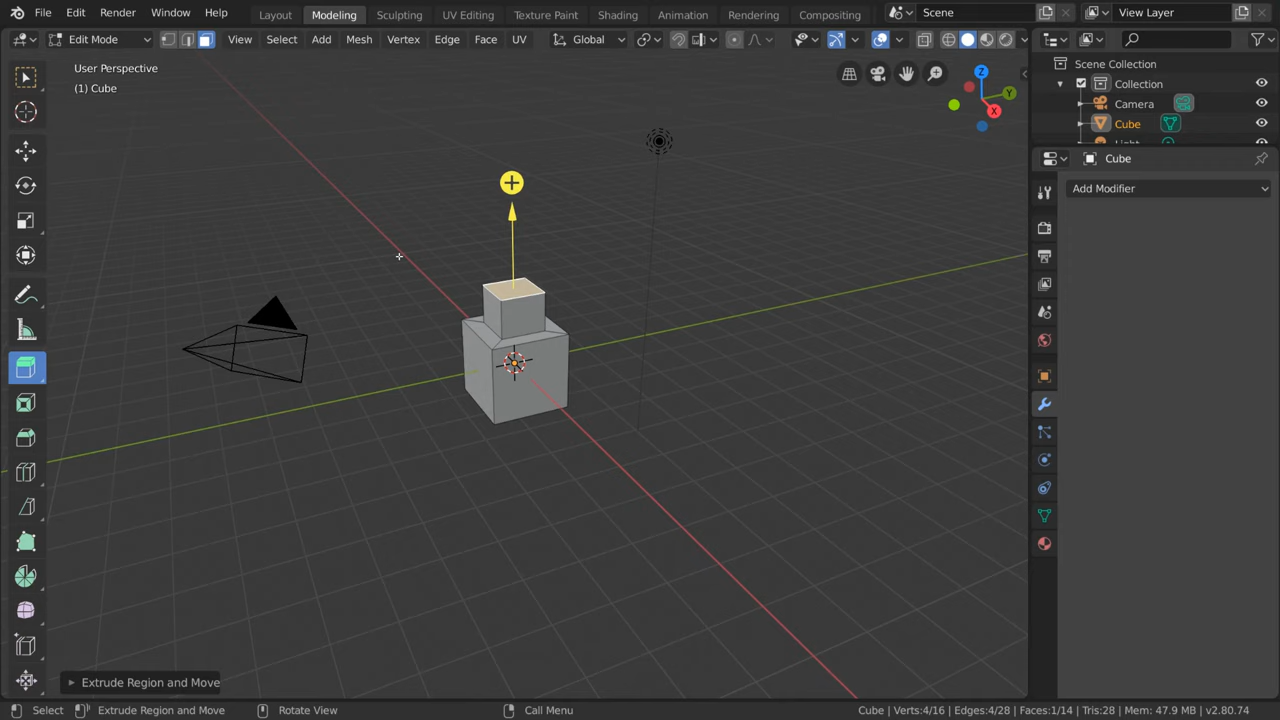 File Edit Render Window Help Layout Modeling Sculpting UV Editing Texture Paint Shading Animation Rendering Compositing Scene View Layer
Edit Mode View Select Add Mesh Vertex Edge Face UV Global
User Perspective
(1) Cube
Z
Y
X
Scene Collection
Collection
Camera
Cube
Light
Cube
Add Modifier
Extrude Region and Move
Select Extrude Region and Move Rotate View Call Menu Cube | Verts:4/16 | Edges:4/28 | Faces:1/14 | Tris:28 | Mem: 47.9 MB | v2.80.74